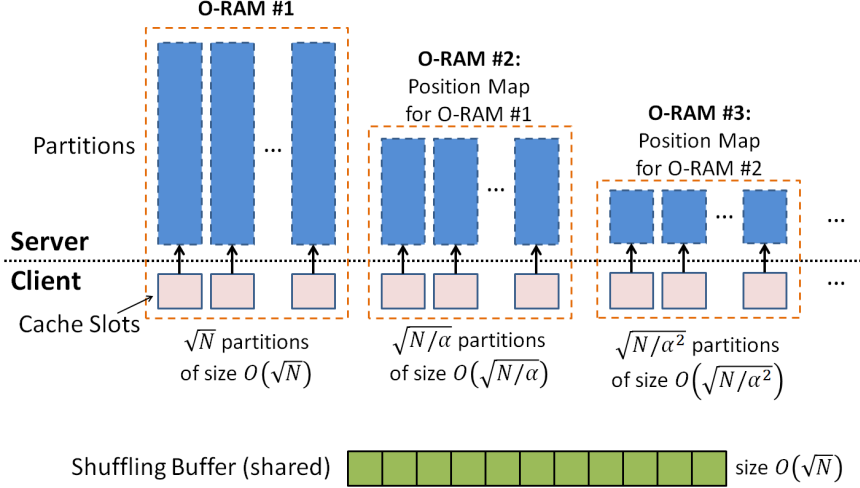 O-RAM #1
O-RAM #2:
Position Map
for O-RAM #1
O-RAM #3:
Position Map
for O-RAM #2
Partitions
...
...
...
...
Server
Client
...
Cache Slots
√N partitions
of size O(√N)
√N/α partitions
of size O(√N/α)
√N/α² partitions
of size O(√N/α²)
Shuffling Buffer (shared)
size O(√N)